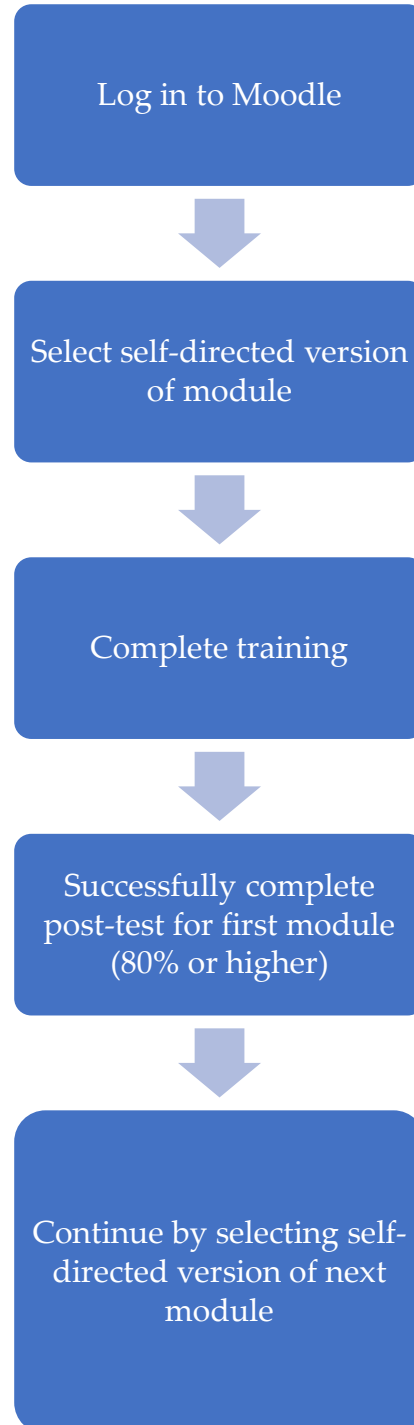 Log in to Moodle
Select self-directed version
of module
Complete training
Successfully complete
post-test for first module
(80% or higher)
Continue by selecting self-
directed version of next
module